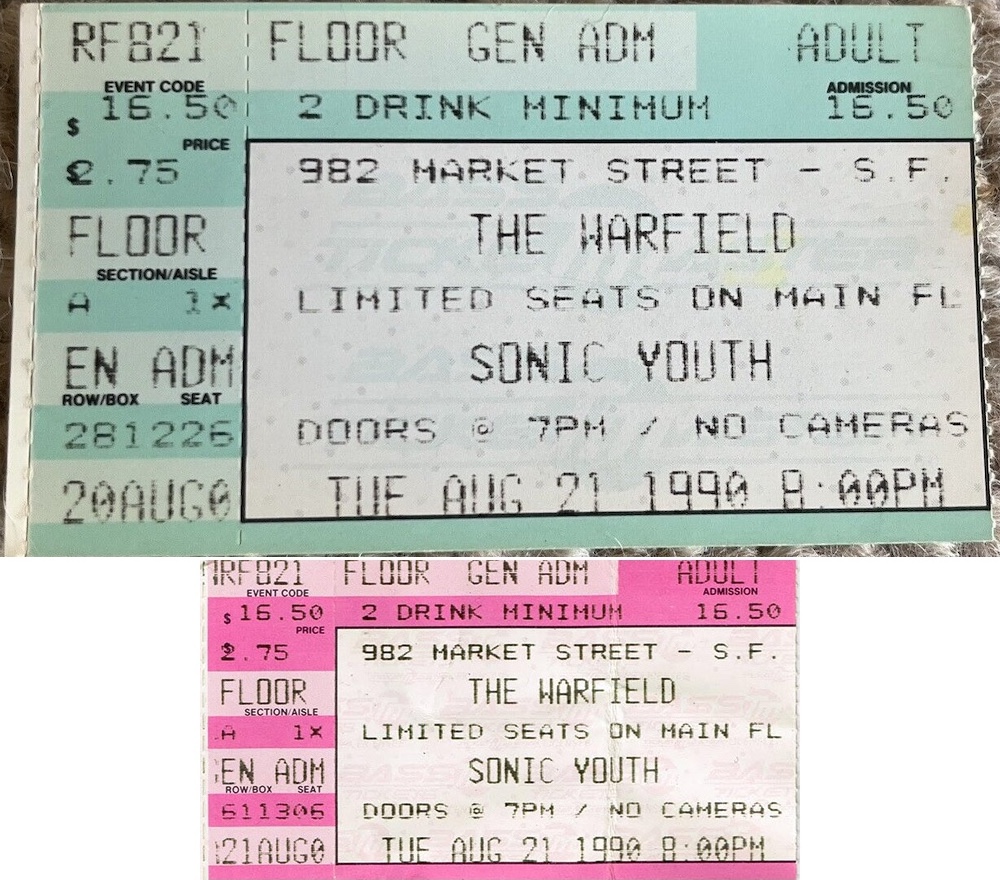 RF821 FLOOR GEN ADM ADULT
EVENT CODE ADMISSION
$ 16.50 2 DRINK MINIMUM 16.50
PRICE
2.75 982 MARKET STREET - S.F.
FLOOR THE WARFIELD
SECTION/AISLE
A 1x LIMITED SEATS ON MAIN FL
EN ADM SONIC YOUTH
ROW/BOX SEAT
281226 DOORS @ 7PM / NO CAMERAS
20AUG0 TUE AUG 21 1990 8:00PM
RF821 FLOOR GEN ADM ADULT
EVENT CODE ADMISSION
$ 16.50 2 DRINK MINIMUM 16.50
PRICE
2.75 982 MARKET STREET - S.F.
FLOOR THE WARFIELD
SECTION/AISLE
A 1x LIMITED SEATS ON MAIN FL
EN ADM SONIC YOUTH
ROW/BOX SEAT
611306 DOORS @ 7PM / NO CAMERAS
21AUG0 TUE AUG 21 1990 8:00PM